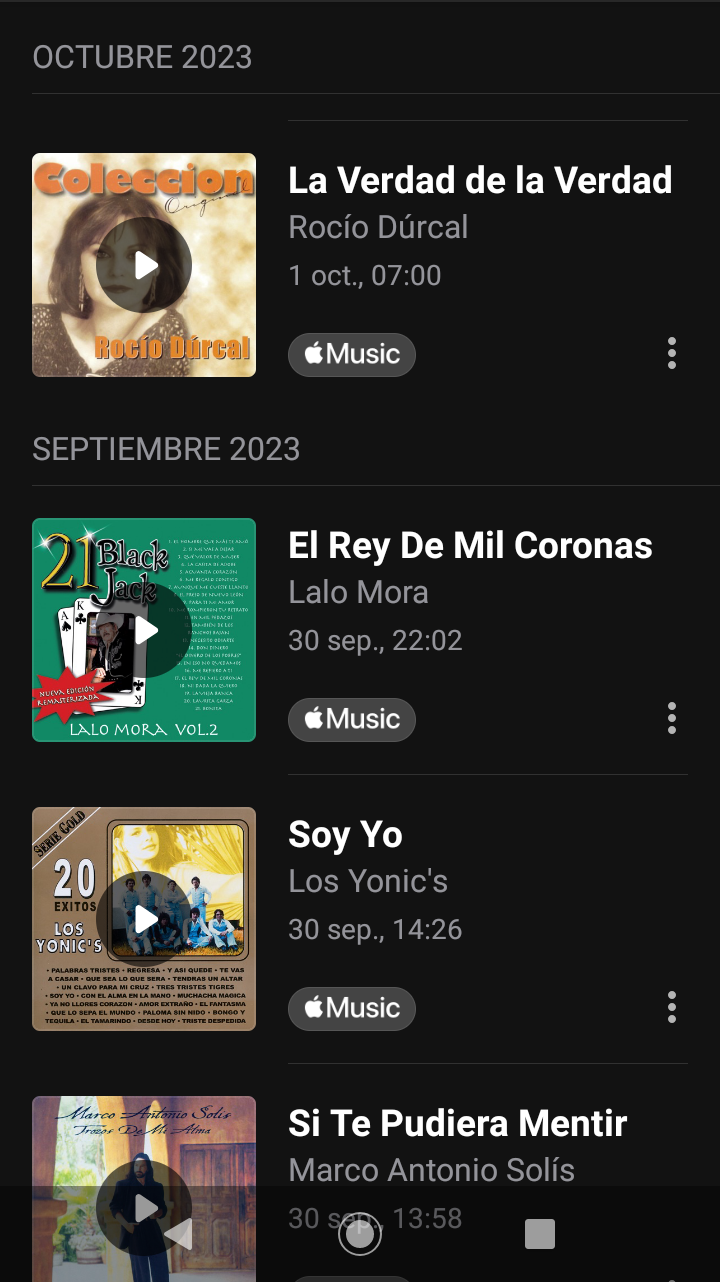 OCTUBRE 2023
Coleccion
Original
Rocío Dúrcal
La Verdad de la Verdad
Rocío Dúrcal
1 oct., 07:00
Music
SEPTIEMBRE 2023
21 Black
Jack
A K
NUEVA EDICIÓN
REMASTERIZADA
LALO MORA VOL.2
El Rey De Mil Coronas
Lalo Mora
30 sep., 22:02
Music
SERIE GOLD
20
EXITOS
LOS
YONIC'S
• PALABRAS TRISTES • REGRESA • Y ASI QUEDE • TE VAS
A CASAR • QUE SEA LO QUE SERA • TENDRAS UN ALTAR
• UN CLAVO PARA MI CRUZ • TRES TRISTES TIGRES
• SOY YO • CON EL ALMA EN LA MANO • MUCHACHA MAGICA
• YA NO LLORES CORAZON • AMOR EXTRAÑO • EL FANTASMA
• QUE LO SEPA EL MUNDO • PALOMA SIN NIDO • BONGO Y
TEQUILA • EL TAMARINDO • DESDE HOY • TRISTE DESPEDIDA
Soy Yo
Los Yonic's
30 sep., 14:26
Music
Marco Antonio Solís
Trozos De Mi Alma
Si Te Pudiera Mentir
Marco Antonio Solís
30 sep., 13:58